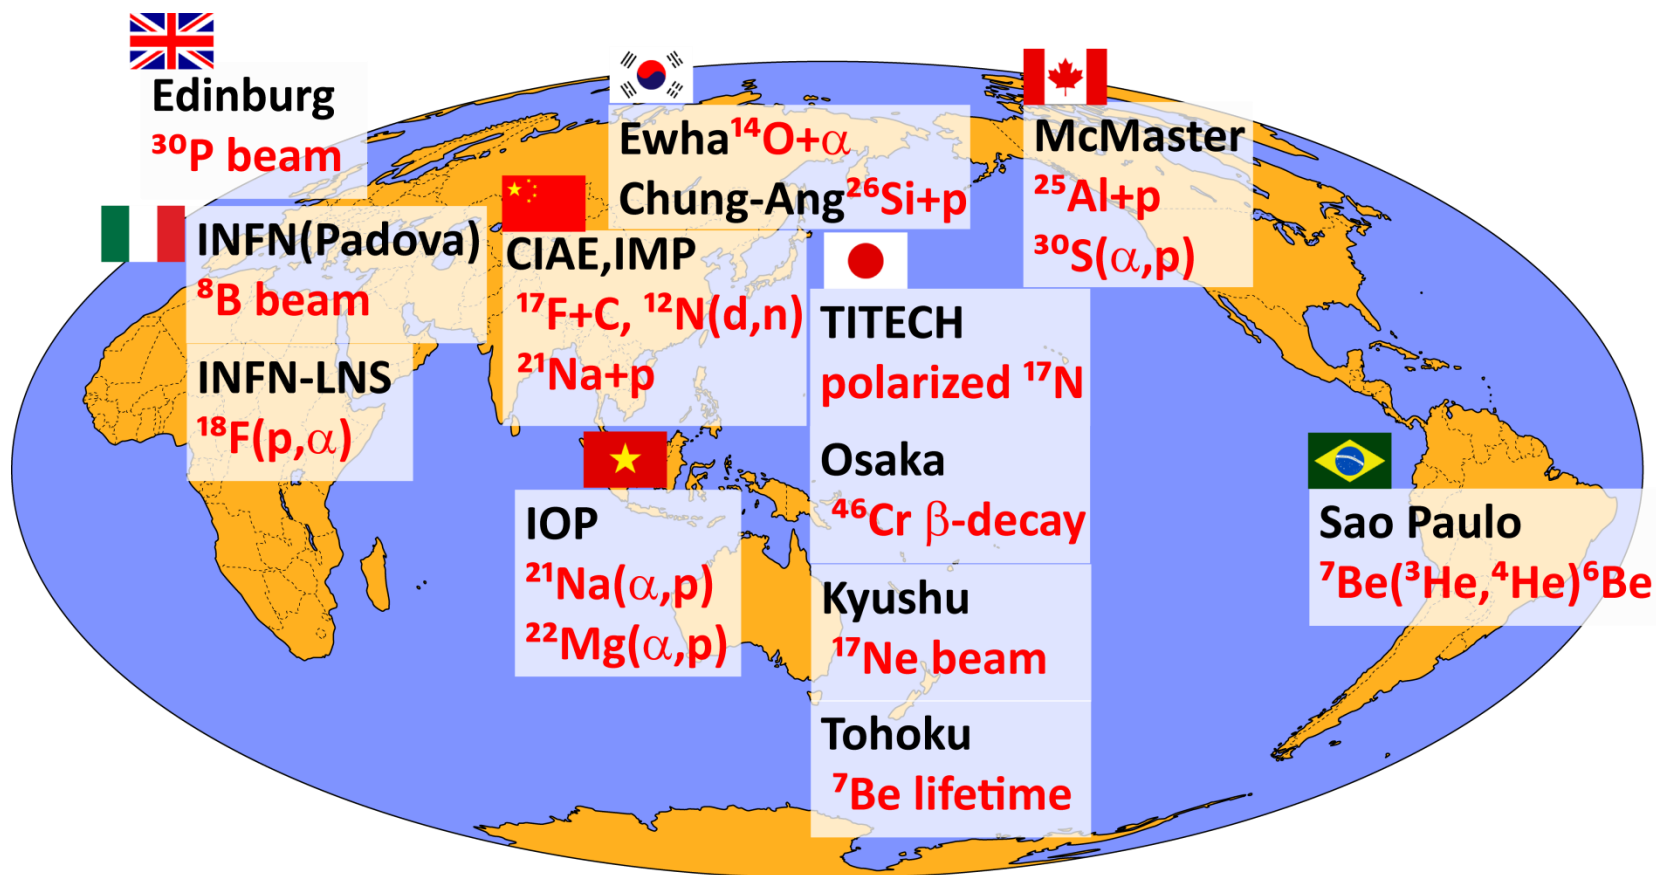 Edinburg
³⁰P beam
INFN(Padova)
⁸B beam
INFN-LNS
¹⁸F(p,α)
Ewha¹⁴O+α
Chung-Ang²⁶Si+p
CIAE,IMP
¹⁷F+C, ¹²N(d,n)
²¹Na+p
IOP
²¹Na(α,p)
²²Mg(α,p)
TITECH
polarized ¹⁷N
Osaka
⁴⁶Cr β-decay
Kyushu
¹⁷Ne beam
Tohoku
⁷Be lifetime
McMaster
²⁵Al+p
³⁰S(α,p)
Sao Paulo
⁷Be(³He,⁴He)⁶Be